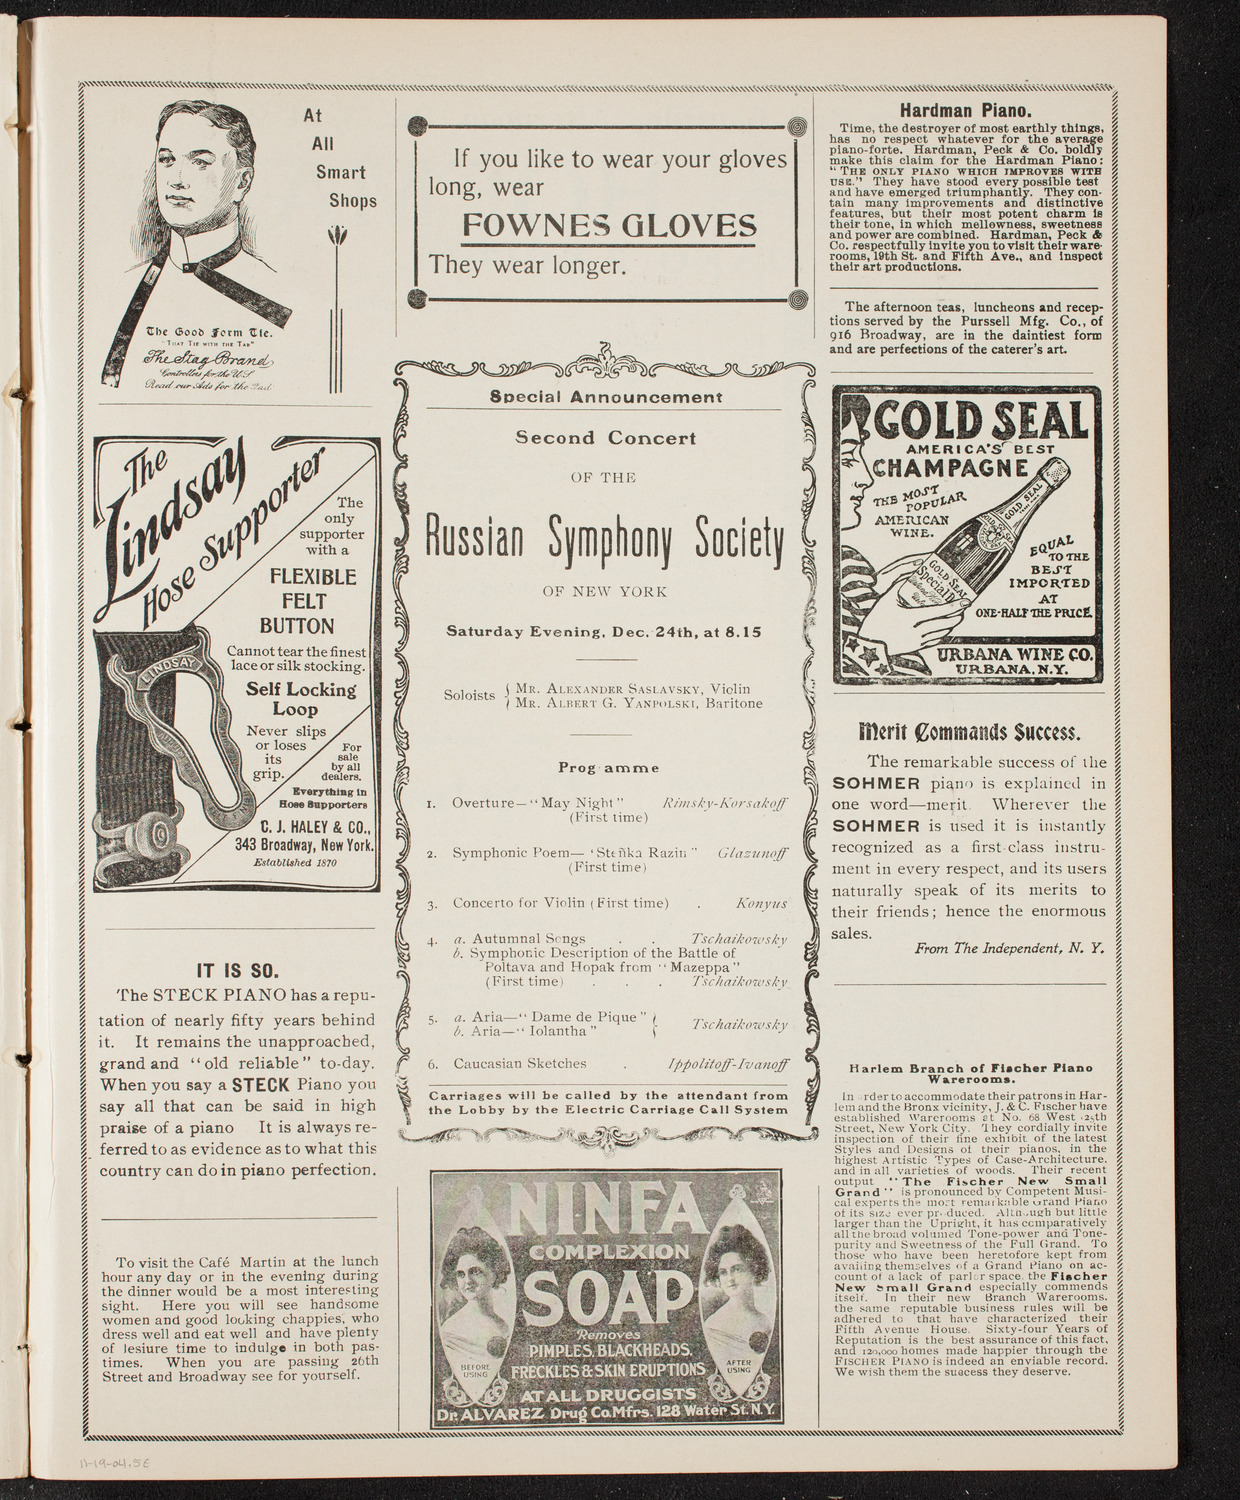 At
All
Smart
Shops
The Good Form Tie.
"THAT TIE WITH THE TAB"
The Stag Brand
Controllers for the U.S
Read our Ads for the Tad
The
Lindsay
Hose Supporter
The
only
supporter
with a
FLEXIBLE
FELT
BUTTON
Cannot tear the finest
lace or silk stocking.
Self Locking
Loop
Never slips
or loses
its
grip.
For
sale
by all
dealers.
LINDSAY
Everything in
Hose Supporters
C. J. HALEY & CO.,
343 Broadway, New York.
Established 1870
IT IS SO.
The STECK PIANO has a repu-
tation of nearly fifty years behind
it. It remains the unapproached,
grand and "old reliable" to-day.
When you say a STECK Piano you
say all that can be said in high
praise of a piano It is always re-
ferred to as evidence as to what this
country can do in piano perfection.
To visit the Café Martin at the lunch
hour any day or in the evening during
the dinner would be a most interesting
sight. Here you will see handsome
women and good looking chappies, who
dress well and eat well and have plenty
of lesiure time to indulge in both pas-
times. When you are passing 26th
Street and Broadway see for yourself.
If you like to wear your gloves
long, wear
FOWNES GLOVES
They wear longer.
Special Announcement
Second Concert
OF THE
Russian Symphony Society
OF NEW YORK
Saturday Evening, Dec. 24th, at 8.15
Soloists { MR. ALEXANDER SASLAVSKY, Violin
MR. ALBERT G. YANPOLSKI, Baritone
Prog amme
1. Overture—"May Night" Rimsky-Korsakoff
(First time)
2. Symphonic Poem— 'Steñka Razin" Glazunoff
(First time)
3. Concerto for Violin (First time) . Konyus
4. a. Autumnal Songs . . Tschaikowsky
b. Symphonic Description of the Battle of
Poltava and Hopak from "Mazeppa"
(First time) . . . Tschaikowsky
5. a. Aria—"Dame de Pique" }
b. Aria—"Iolantha" } Tschaikowsky
6. Caucasian Sketches . Ippolitoff-Ivanoff
Carriages will be called by the attendant from
the Lobby by the Electric Carriage Call System
NINFA
COMPLEXION
SOAP
Removes
PIMPLES, BLACKHEADS,
FRECKLES & SKIN ERUPTIONS
BEFORE
USING
AFTER
USING
AT ALL DRUGGISTS
Dr. ALVAREZ Drug Co. Mfrs. 128 Water St. N.Y.
Hardman Piano.
Time, the destroyer of most earthly things,
has no respect whatever for the average
piano-forte. Hardman, Peck & Co. boldly
make this claim for the Hardman Piano:
"THE ONLY PIANO WHICH IMPROVES WITH
USE." They have stood every possible test
and have emerged triumphantly. They con-
tain many improvements and distinctive
features, but their most potent charm is
their tone, in which mellowness, sweetness
and power are combined. Hardman, Peck &
Co. respectfully invite you to visit their ware-
rooms, 19th St. and Fifth Ave., and inspect
their art productions.
The afternoon teas, luncheons and recep-
tions served by the Purssell Mfg. Co., of
916 Broadway, are in the daintiest form
and are perfections of the caterer's art.
GOLD SEAL
AMERICA'S BEST
CHAMPAGNE
THE MOST
POPULAR
AMERICAN
WINE.
GOLD SEAL
GOLD SEAL
Special D
EQUAL
TO THE
BEST
IMPORTED
AT
ONE-HALF THE PRICE.
URBANA WINE CO.
URBANA, N.Y.
Merit Commands Success.
The remarkable success of the
SOHMER piano is explained in
one word—merit. Wherever the
SOHMER is used it is instantly
recognized as a first-class instru-
ment in every respect, and its users
naturally speak of its merits to
their friends; hence the enormous
sales.
From The Independent, N. Y.
Harlem Branch of Fischer Piano
Warerooms.
In rder to accommodate their patrons in Har-
lem and the Bronx vicinity, J. & C. Fischer have
established Warerooms at No. 68 West 125th
Street, New York City. They cordially invite
inspection of their fine exhibit of the latest
Styles and Designs of their pianos, in the
highest Artistic Types of Case-Architecture,
and in all varieties of woods. Their recent
output "The Fischer New Small
Grand" is pronounced by Competent Musi-
cal experts the most remarkable Grand Piano
of its size ever produced. Although but little
larger than the Upright, it has comparatively
all the broad volumed Tone-power and Tone-
purity and Sweetness of the Full Grand. To
those who have been heretofore kept from
availing themselves of a Grand Piano on ac-
count of a lack of parlor space, the Fischer
New Small Grand especially commends
itself. In their new Branch Warerooms,
the same reputable business rules will be
adhered to that have characterized their
Fifth Avenue House. Sixty-four Years of
Reputation is the best assurance of this fact,
and 120,000 homes made happier through the
FISCHER PIANO is indeed an enviable record.
We wish them the success they deserve.
11-19-04.5E